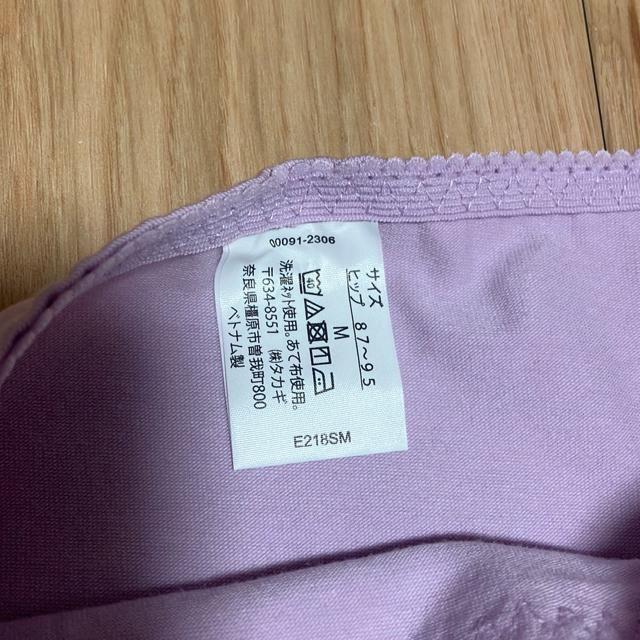 00091-2306
サイズ
ヒップ 87～95
M
40
洗濯ネット使用。あて布使用。
〒634-8551 ㈱タカギ
奈良県橿原市曽我町800
ベトナム製
E218SM